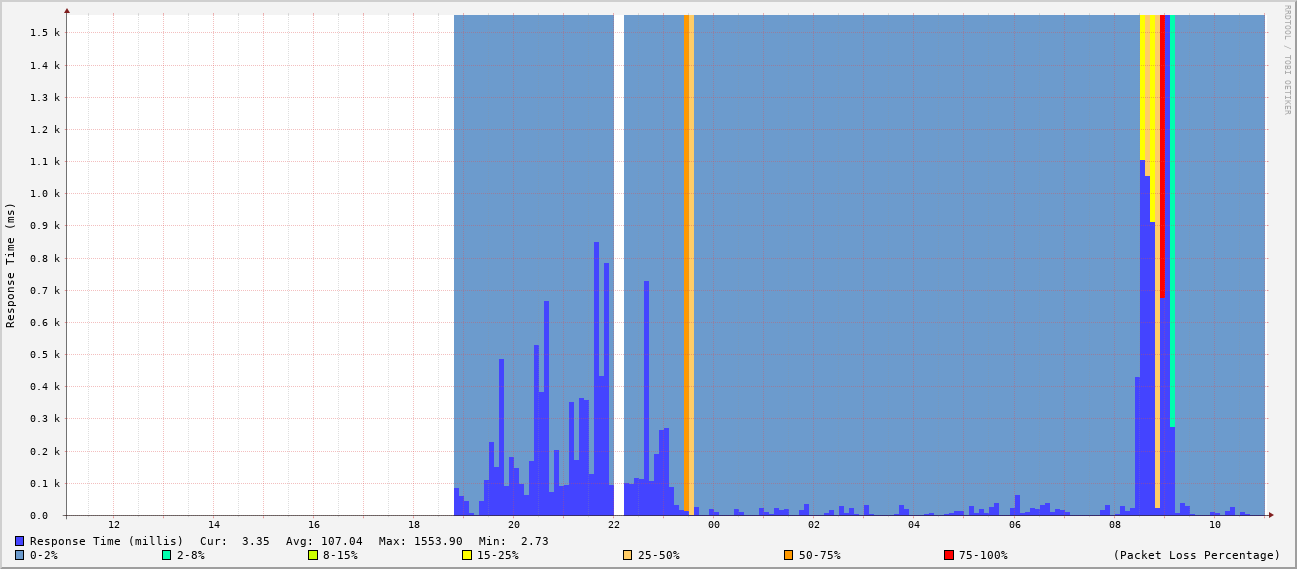 RRDTOOL / TOBI OETIKER
Response Time (ms)
1.5 k
1.4 k
1.3 k
1.2 k
1.1 k
1.0 k
0.9 k
0.8 k
0.7 k
0.6 k
0.5 k
0.4 k
0.3 k
0.2 k
0.1 k
0.0
12 14 16 18 20 22 00 02 04 06 08 10
Response Time (millis) Cur: 3.35 Avg: 107.04 Max: 1553.90 Min: 2.73
0-2% 2-8% 8-15% 15-25% 25-50% 50-75% 75-100% (Packet Loss Percentage)